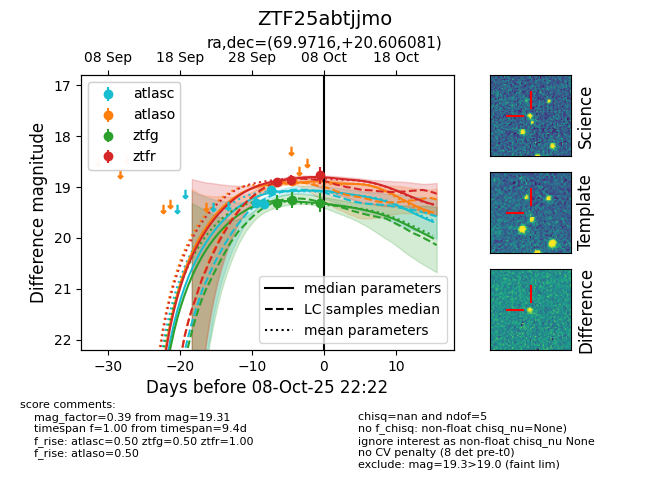 ZTF25abtjjmo
ra,dec=(69.9716,+20.606081)
08 Sep 18 Sep 28 Sep 08 Oct 18 Oct
17
18
19
20
21
22
Difference magnitude
atlasc
atlaso
ztfg
ztfr
median parameters
LC samples median
mean parameters
−30 −20 −10 0 10
Days before 08-Oct-25 22:22
Science
Template
Difference
score comments:
mag_factor=0.39 from mag=19.31
timespan f=1.00 from timespan=9.4d
f_rise: atlasc=0.50 ztfg=0.50 ztfr=1.00
f_rise: atlaso=0.50
chisq=nan and ndof=5
no f_chisq: non-float chisq_nu=None)
ignore interest as non-float chisq_nu None
no CV penalty (8 det pre-t0)
exclude: mag=19.3>19.0 (faint lim)